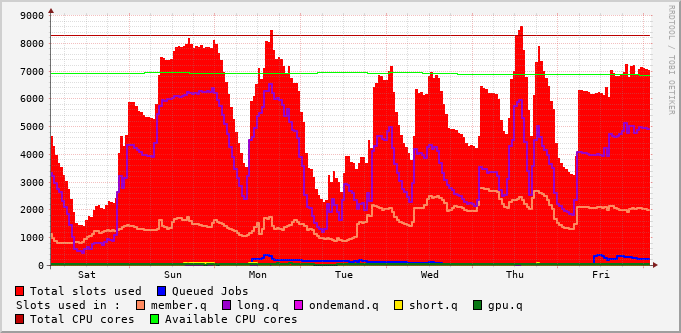 9000
8000
7000
6000
5000
4000
3000
2000
1000
0
Sat Sun Mon Tue Wed Thu Fri
RRDTOOL / TOBI OETIKER
Total slots used Queued Jobs
Slots used in : member.q long.q ondemand.q short.q gpu.q
Total CPU cores Available CPU cores